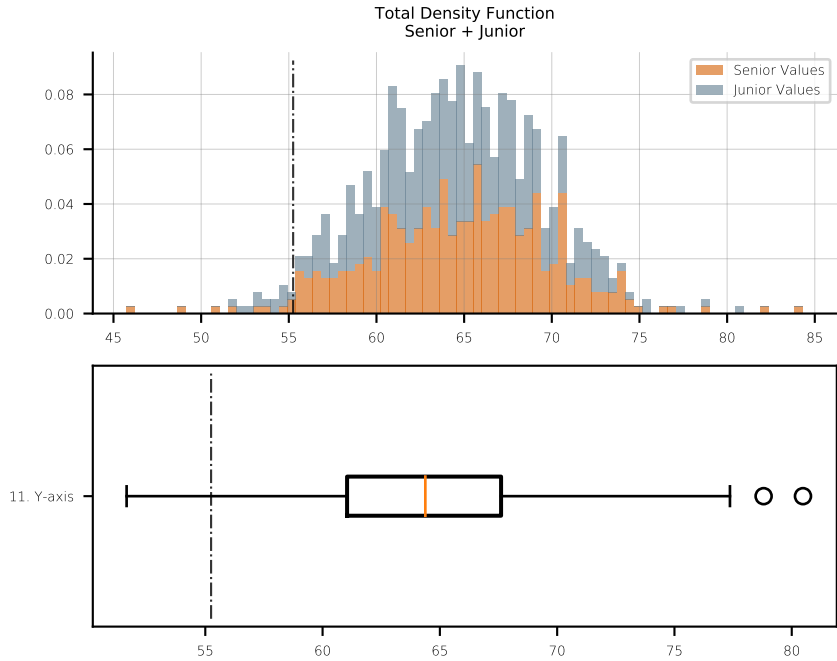 Total Density Function
Senior + Junior
Senior Values
Junior Values
0.08
0.06
0.04
0.02
0.00
45 50 55 60 65 70 75 80 85
11. Y-axis
55 60 65 70 75 80